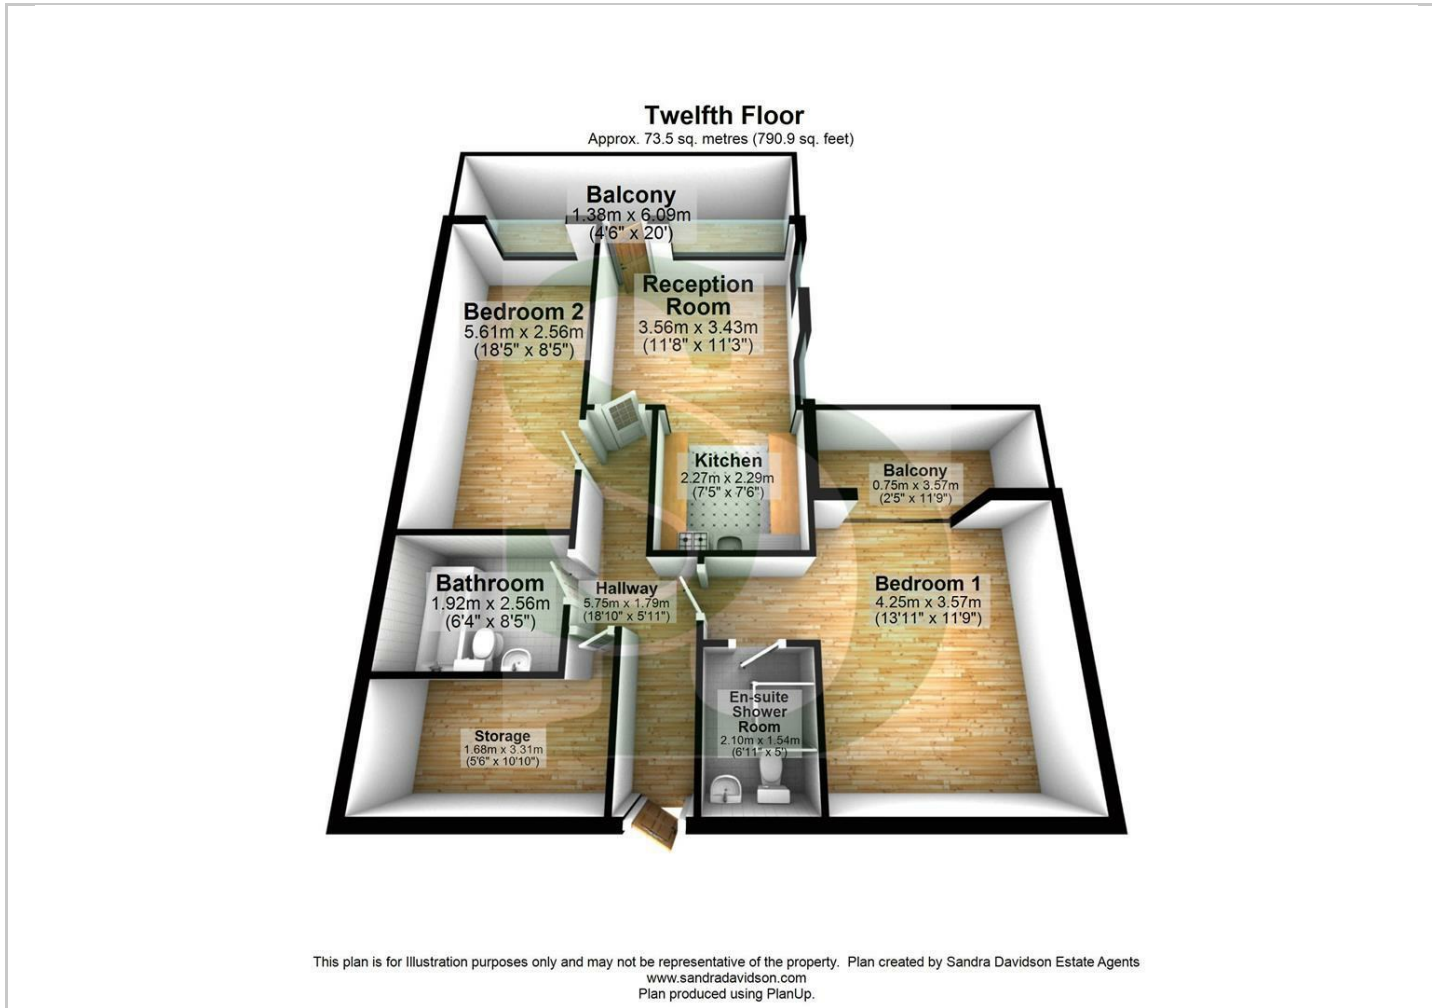 Twelfth Floor
Approx. 73.5 sq. metres (790.9 sq. feet)
Balcony
1.38m x 6.09m
(4'6" x 20')
Reception
Room
3.56m x 3.43m
(11'8" x 11'3")
Bedroom 2
5.61m x 2.56m
(18'5" x 8'5")
Kitchen
2.27m x 2.29m
(7'5" x 7'6")
Balcony
0.75m x 3.57m
(2'5" x 11'9")
Bathroom
1.92m x 2.56m
(6'4" x 8'5")
Hallway
5.75m x 1.79m
(18'10" x 5'11")
Bedroom 1
4.25m x 3.57m
(13'11" x 11'9")
En-suite
Shower
Room
2.10m x 1.54m
(6'11" x 5')
Storage
1.68m x 3.31m
(5'6" x 10'10")
This plan is for Illustration purposes only and may not be representative of the property. Plan created by Sandra Davidson Estate Agents
www.sandradavidson.com
Plan produced using PlanUp.